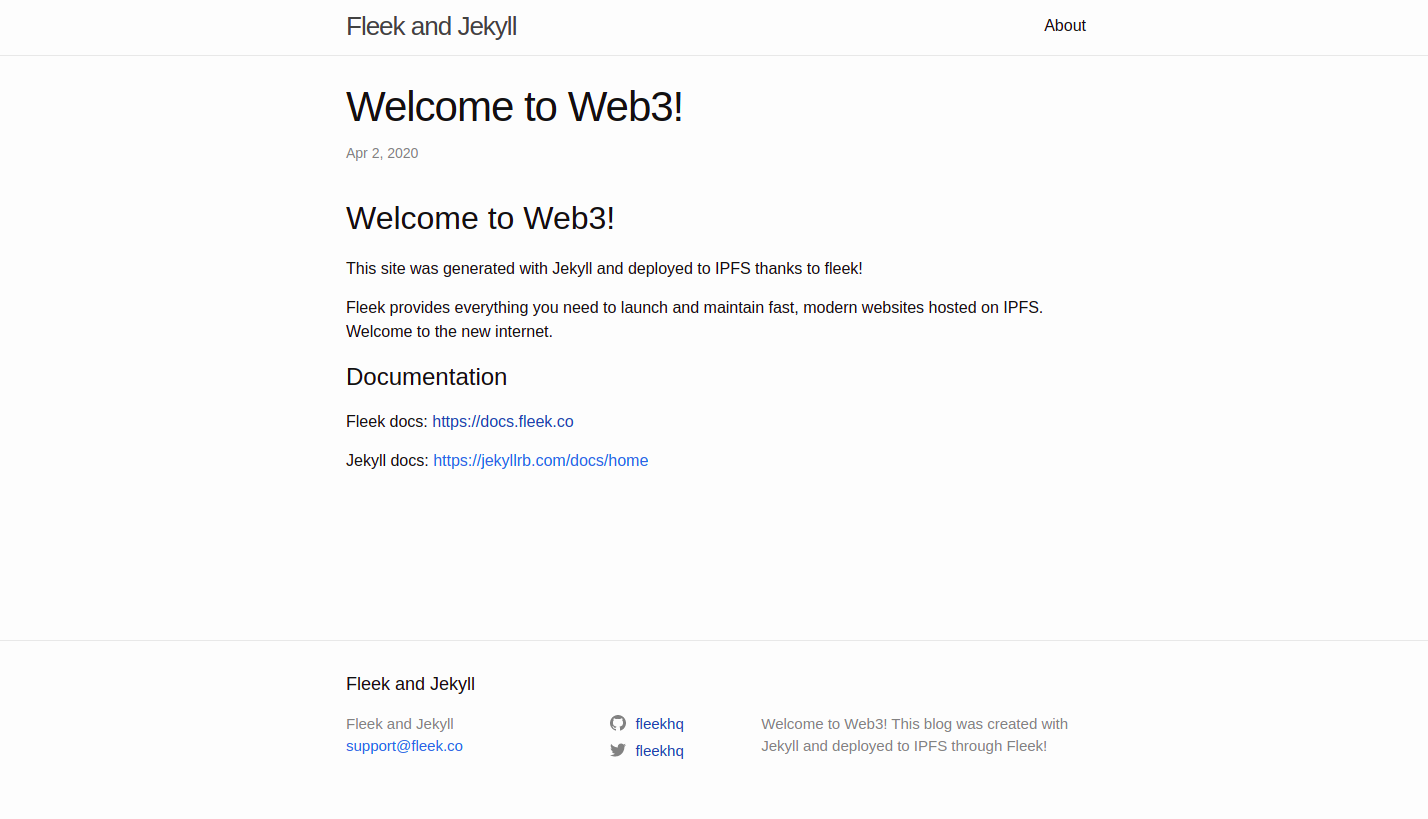 Fleek and Jekyll
About
Welcome to Web3!
Apr 2, 2020
Welcome to Web3!
This site was generated with Jekyll and deployed to IPFS thanks to fleek!
Fleek provides everything you need to launch and maintain fast, modern websites hosted on IPFS.
Welcome to the new internet.
Documentation
Fleek docs: https://docs.fleek.co
Jekyll docs: https://jekyllrb.com/docs/home
Fleek and Jekyll
Fleek and Jekyll
support@fleek.co
fleekhq
fleekhq
Welcome to Web3! This blog was created with
Jekyll and deployed to IPFS through Fleek!